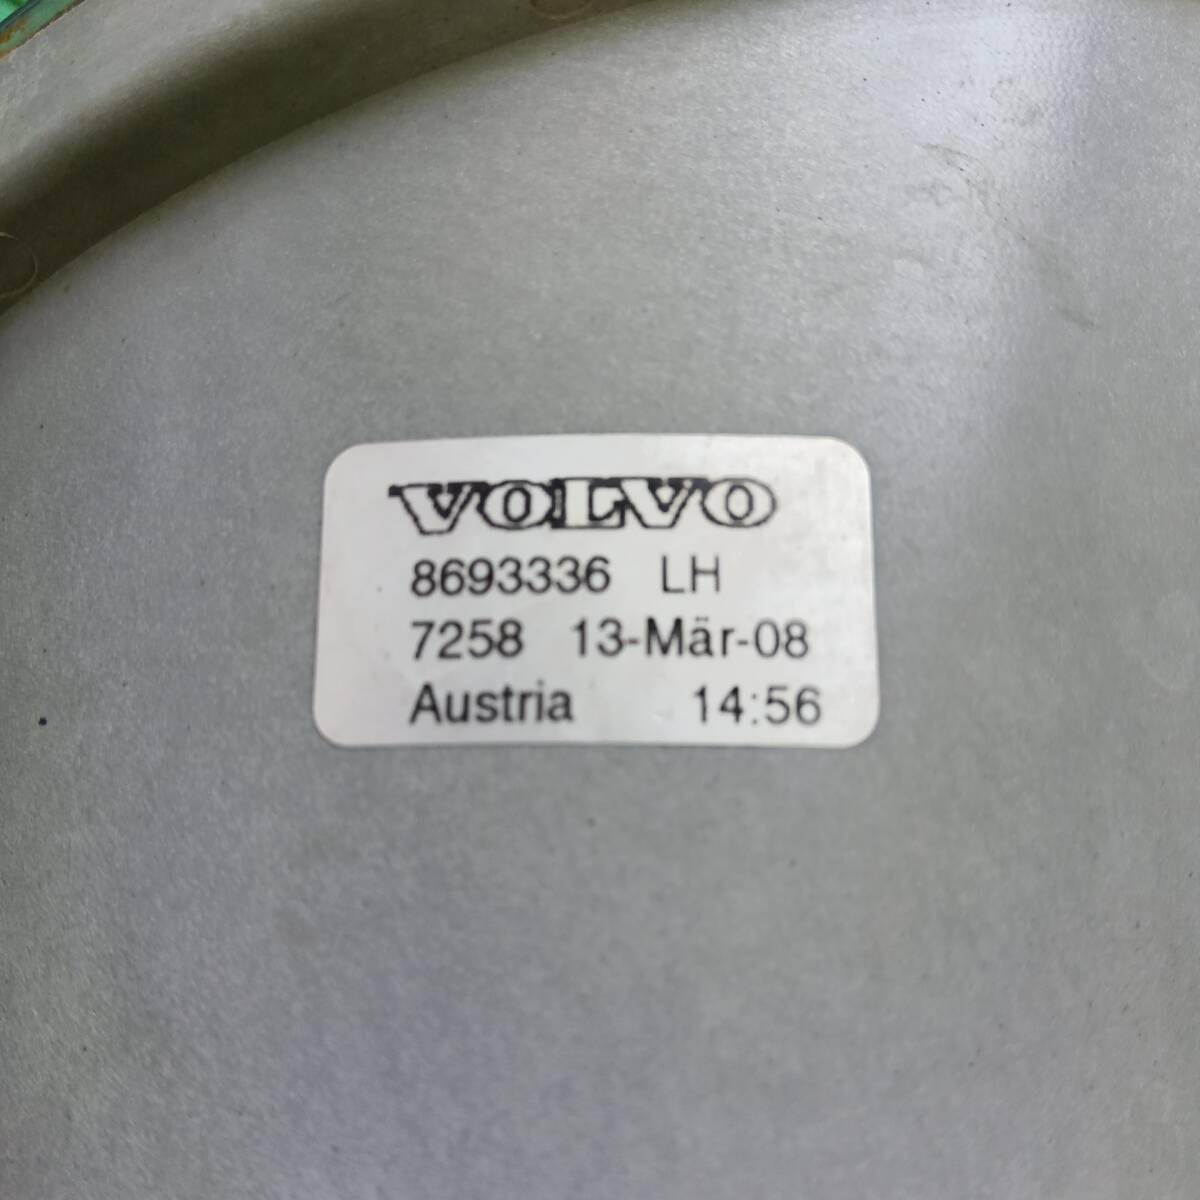 VOLVO
8693336 LH
7258 13-Mär-08
Austria 14:56